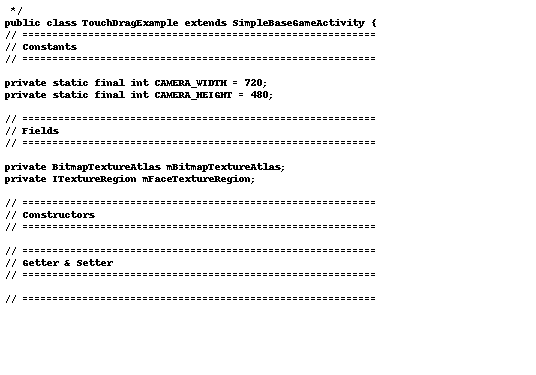 */
public class TouchDragExample extends SimpleBaseGameActivity {
// ===========================================================
// Constants
// ===========================================================
private static final int CAMERA_WIDTH = 720;
private static final int CAMERA_HEIGHT = 480;
// ===========================================================
// Fields
// ===========================================================
private BitmapTextureAtlas mBitmapTextureAtlas;
private ITextureRegion mFaceTextureRegion;
// ===========================================================
// Constructors
// ===========================================================
// ===========================================================
// Getter & Setter
// ===========================================================
// ===========================================================